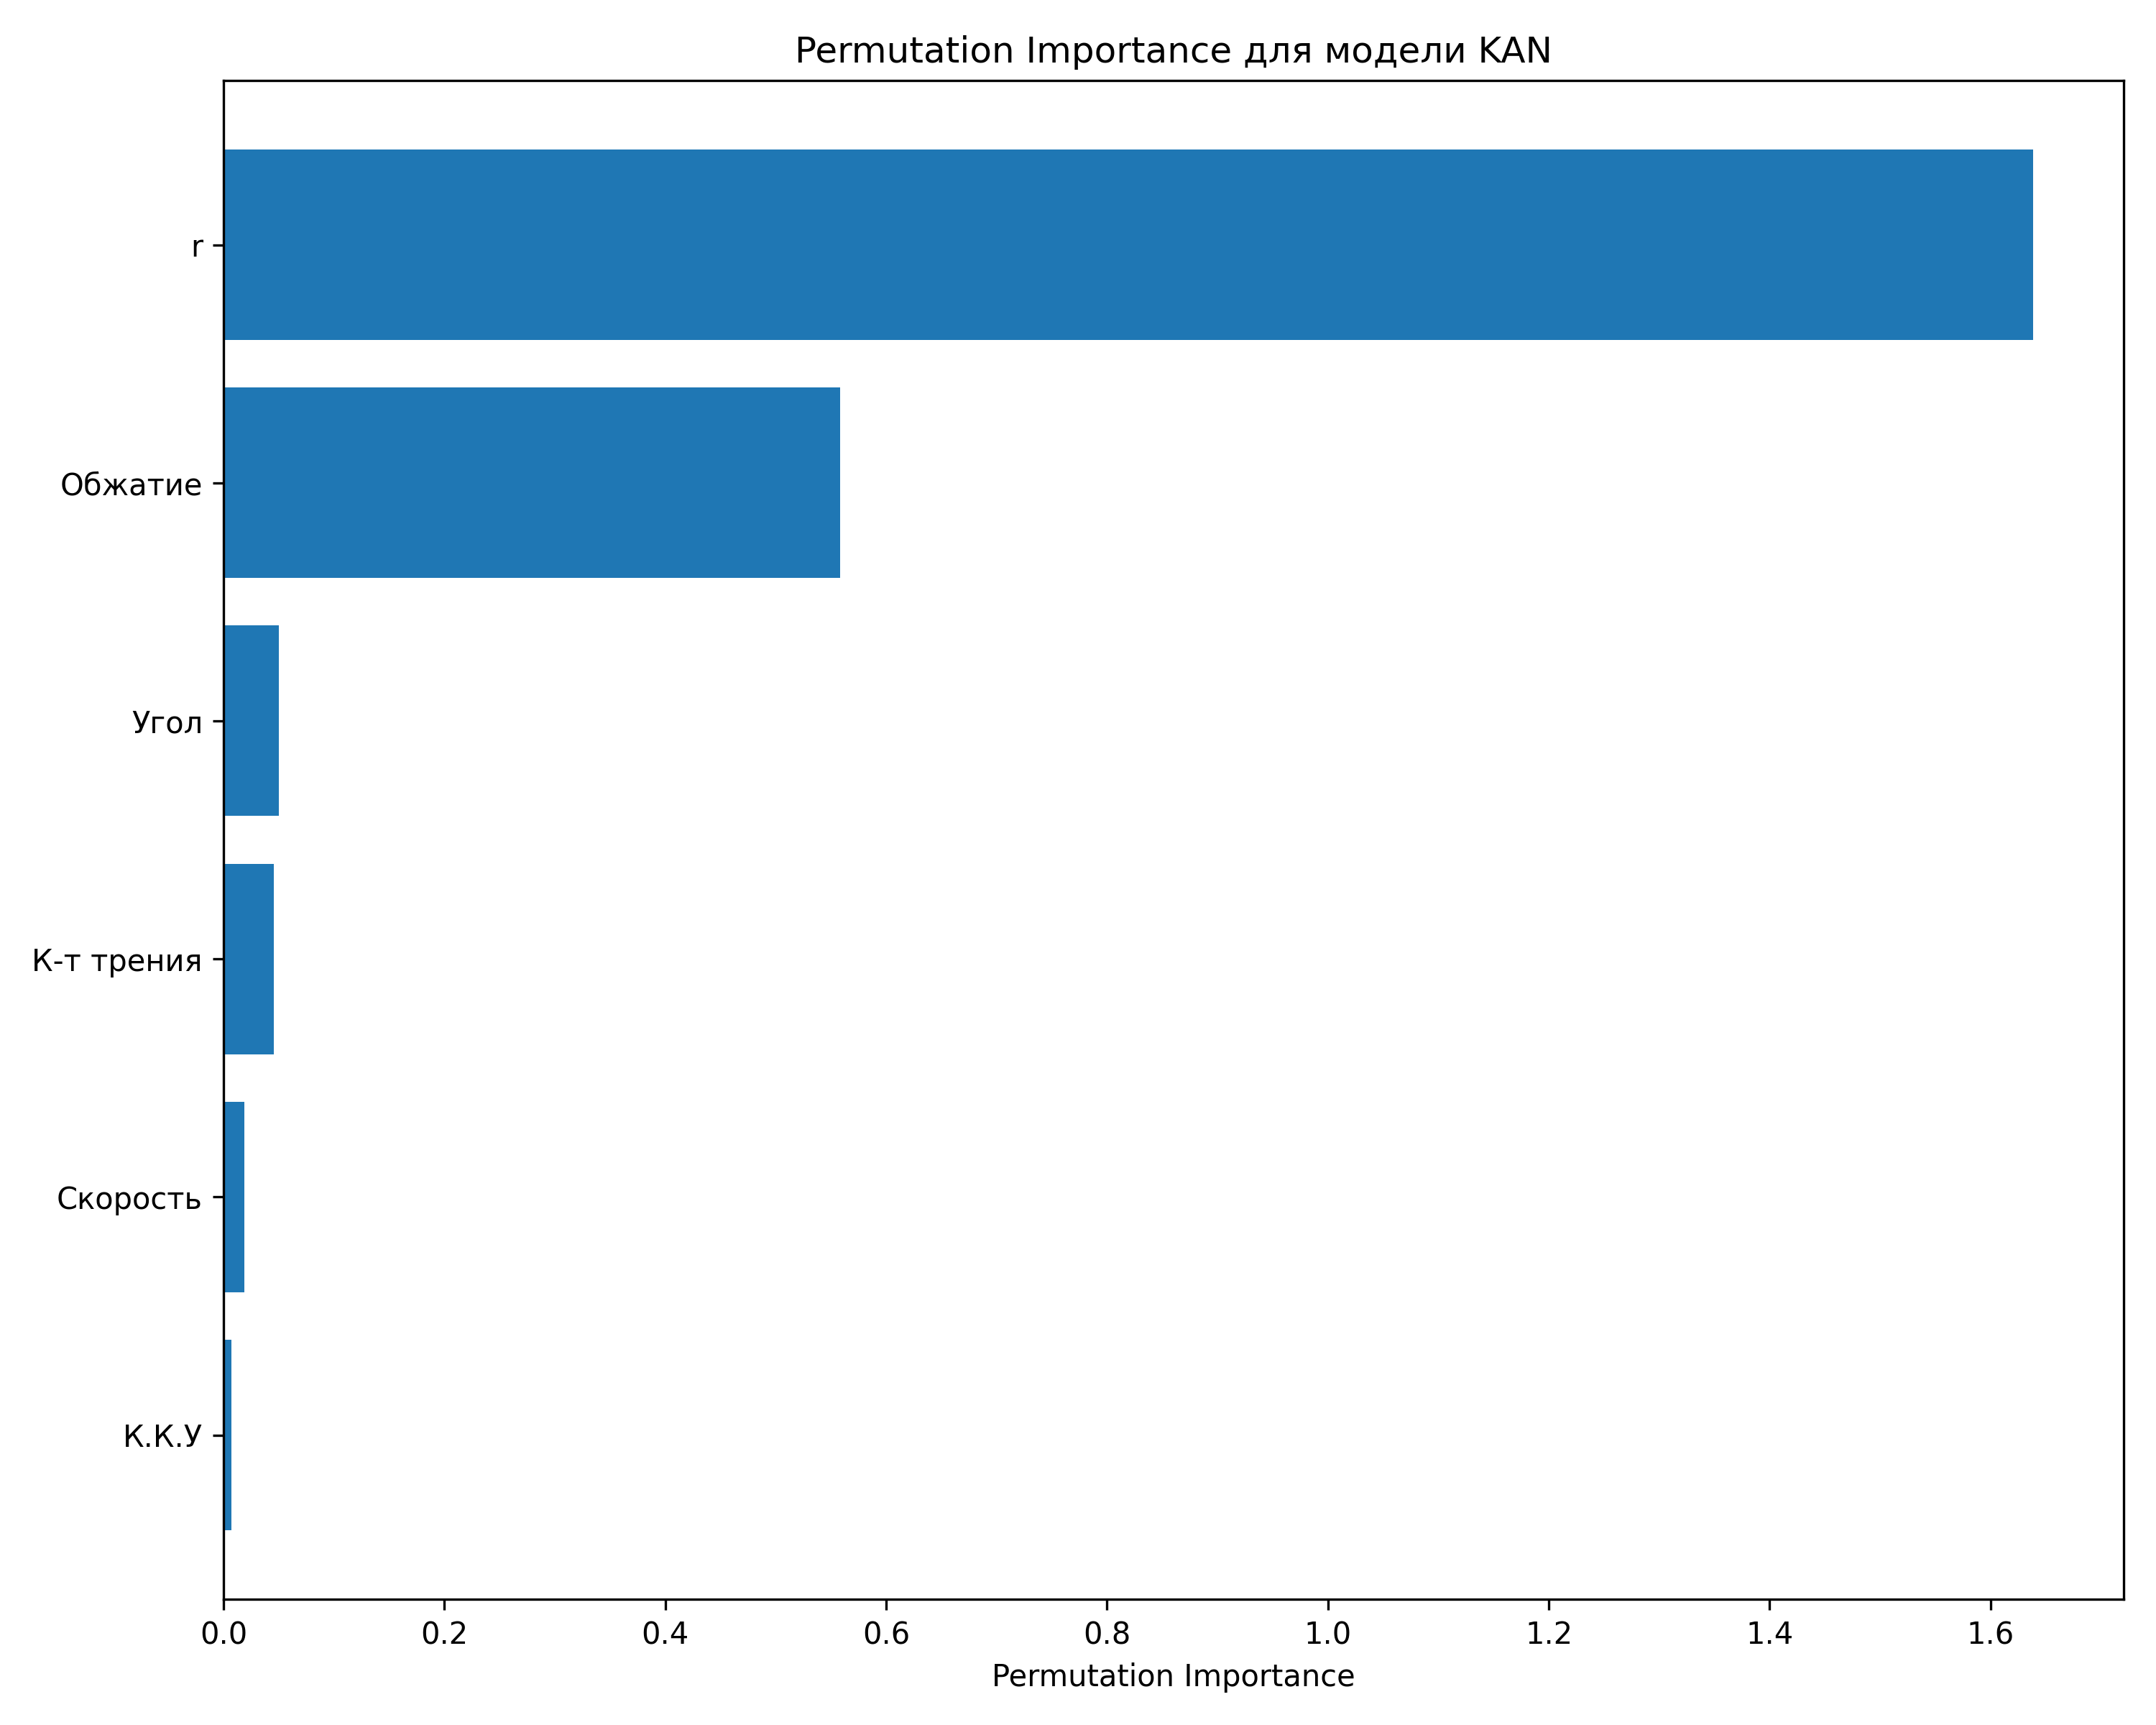 Permutation Importance для модели KAN
r
Обжатие
Угол
К-т трения
Скорость
К.К.У
0.0 0.2 0.4 0.6 0.8 1.0 1.2 1.4 1.6
Permutation Importance